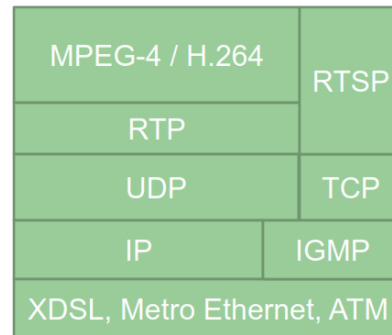 MPEG-4 / H.264
RTSP
RTP
UDP
TCP
IP
IGMP
XDSL, Metro Ethernet, ATM